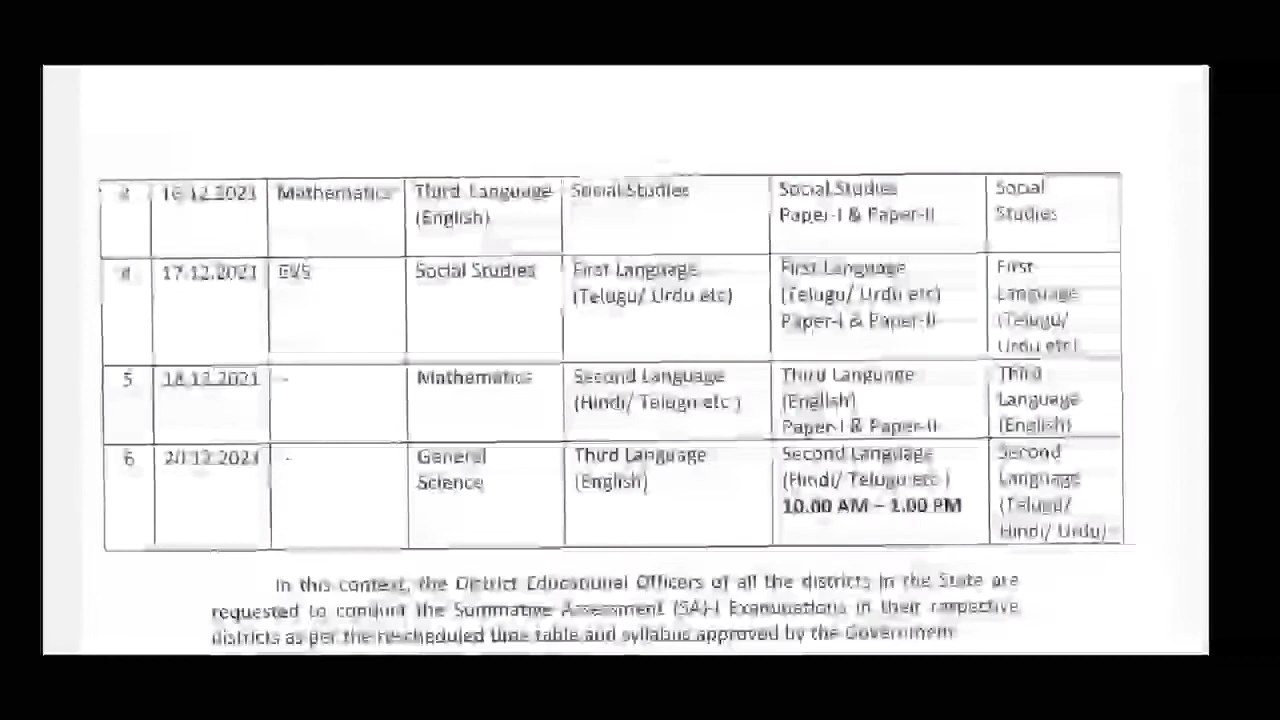 16.12.2021 Mathematics Third Language Social Studies Social Studies Social
(English) Paper-I & Paper-II Studies
4 17.12.2021 EVS Social Studies First Language First Language First
(Telugu/ Urdu etc) (Telugu/ Urdu etc) Language
Paper-I & Paper-II (Telugu/
Urdu etc)
5 18.12.2021 - Mathematics Second Language Third Language Third
(Hindi/ Telugu etc ) (English) Language
Paper-I & Paper-II (English)
6 20.12.2021 - General Third Language Second Language Second
Science (English) (Hindi/ Telugu etc ) Language
10.00 AM – 1.00 PM (Telugu/
Hindi/ Urdu)
In this context, the District Educational Officers of all the districts in the State are
requested to conduct the Summative Assessment (SA)-I Examinations in their respective
districts as per the rescheduled time table and syllabus approved by the Government